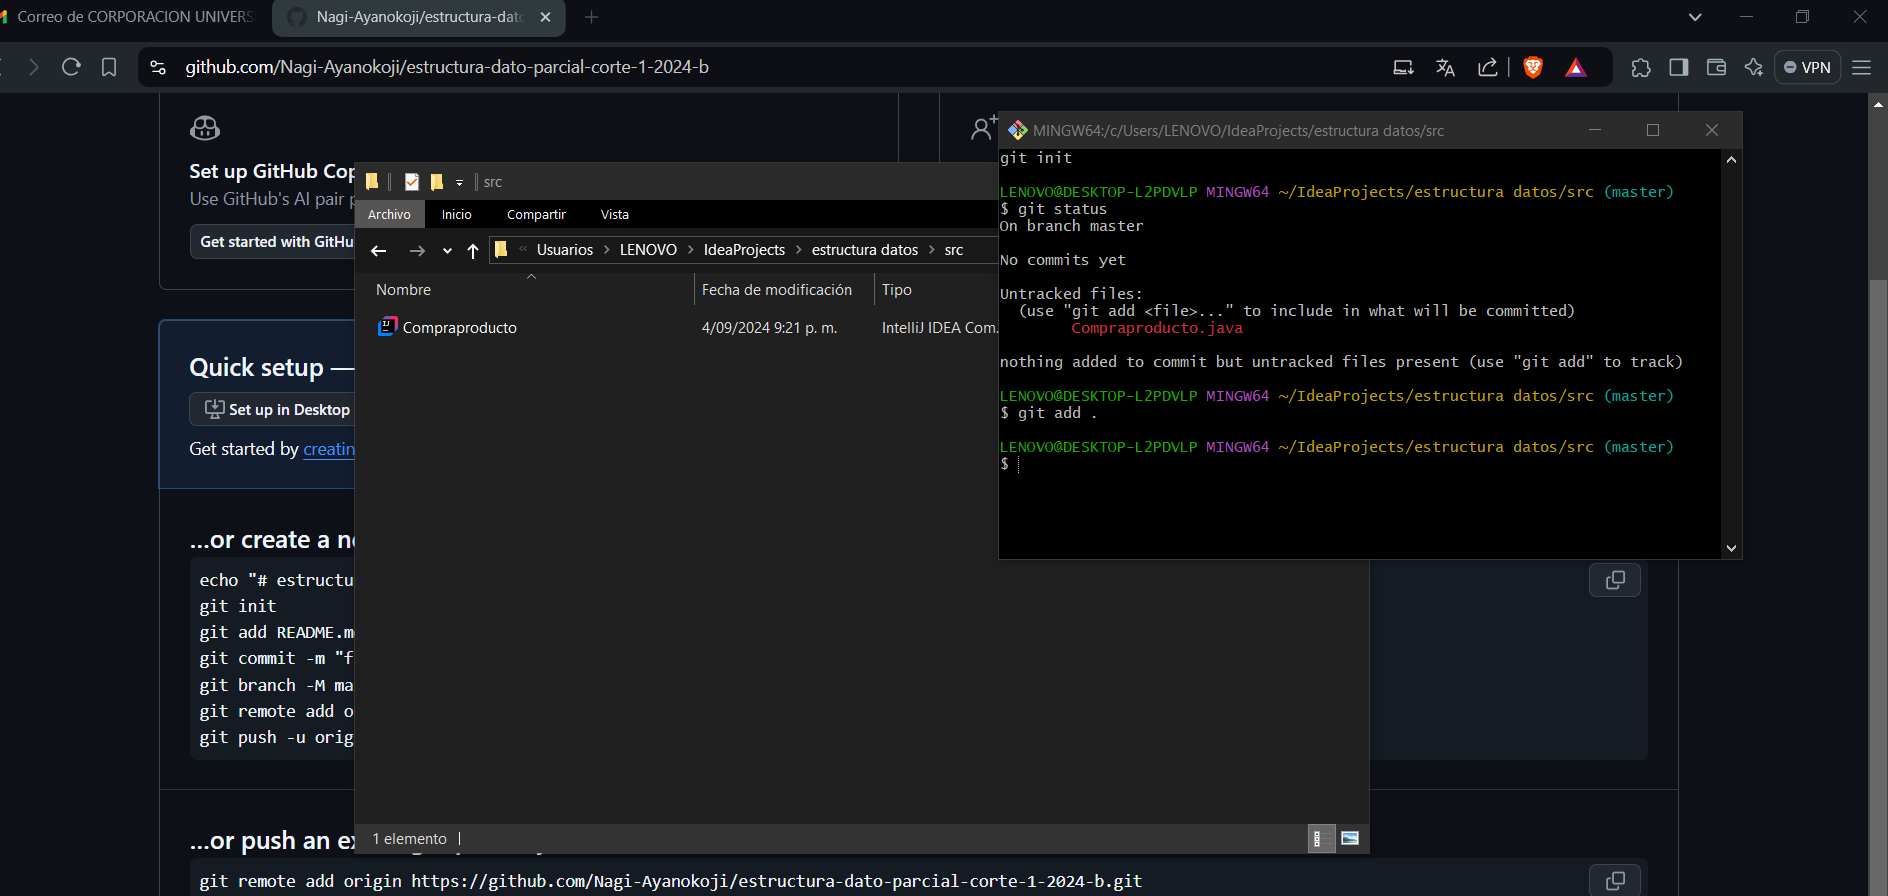 Correo de CORPORACION UNIVERS
Nagi-Ayanokoji/estructura-dato
github.com/Nagi-Ayanokoji/estructura-dato-parcial-corte-1-2024-b
VPN
Set up GitHub Cop
Use GitHub's AI pair p
Get started with GitHu
Quick setup —
Set up in Desktop
Get started by creatin
...or create a ne
echo "# estructu
git init
git add README.m
git commit -m "f
git branch -M ma
git remote add o
git push -u orig
...or push an ex
git remote add origin https://github.com/Nagi-Ayanokoji/estructura-dato-parcial-corte-1-2024-b.git
src
Archivo Inicio Compartir Vista
« Usuarios > LENOVO > IdeaProjects > estructura datos > src
Nombre Fecha de modificación Tipo
Compraproducto 4/09/2024 9:21 p. m. IntelliJ IDEA Com.
1 elemento
MINGW64:/c/Users/LENOVO/IdeaProjects/estructura datos/src
git init
LENOVO@DESKTOP-L2PDVLP MINGW64 ~/IdeaProjects/estructura datos/src (master)
$ git status
On branch master
No commits yet
Untracked files:
(use "git add <file>..." to include in what will be committed)
Compraproducto.java
nothing added to commit but untracked files present (use "git add" to track)
LENOVO@DESKTOP-L2PDVLP MINGW64 ~/IdeaProjects/estructura datos/src (master)
$ git add .
LENOVO@DESKTOP-L2PDVLP MINGW64 ~/IdeaProjects/estructura datos/src (master)
$